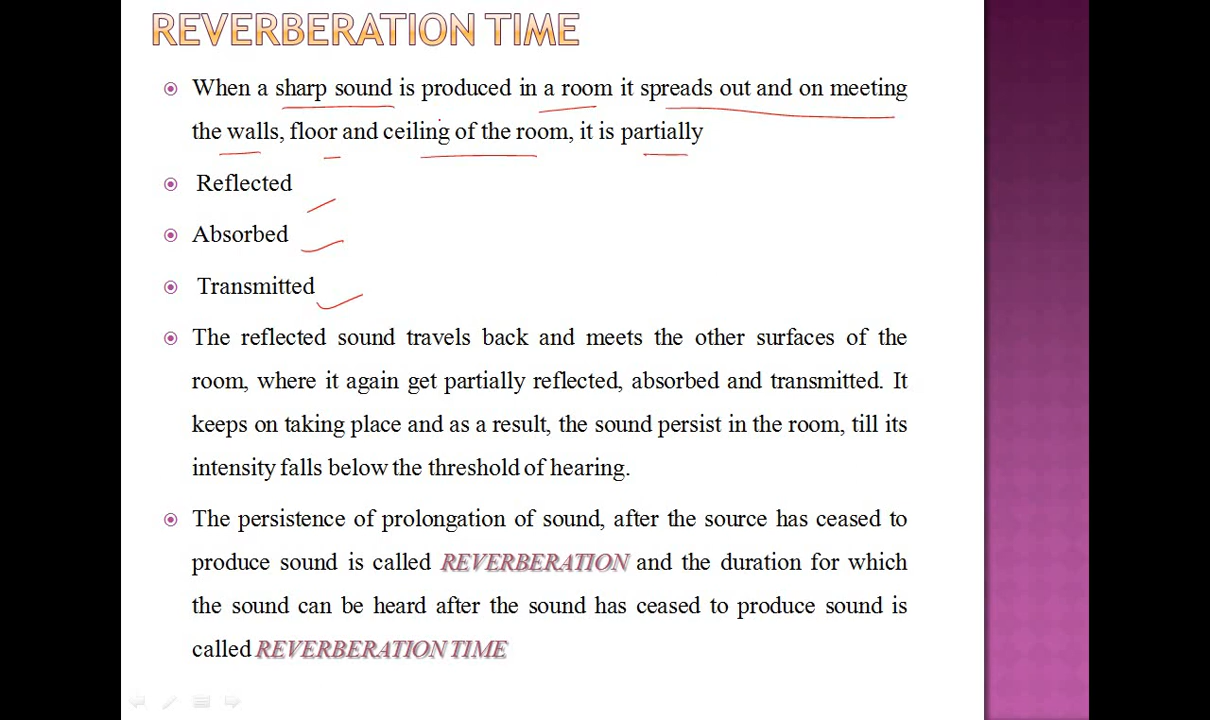 REVERBERATION TIME
When a sharp sound is produced in a room it spreads out and on meeting
the walls, floor and ceiling of the room, it is partially
Reflected
Absorbed
Transmitted
The reflected sound travels back and meets the other surfaces of the
room, where it again get partially reflected, absorbed and transmitted. It
keeps on taking place and as a result, the sound persist in the room, till its
intensity falls below the threshold of hearing.
The persistence of prolongation of sound, after the source has ceased to
produce sound is called REVERBERATION and the duration for which
the sound can be heard after the sound has ceased to produce sound is
called REVERBERATION TIME